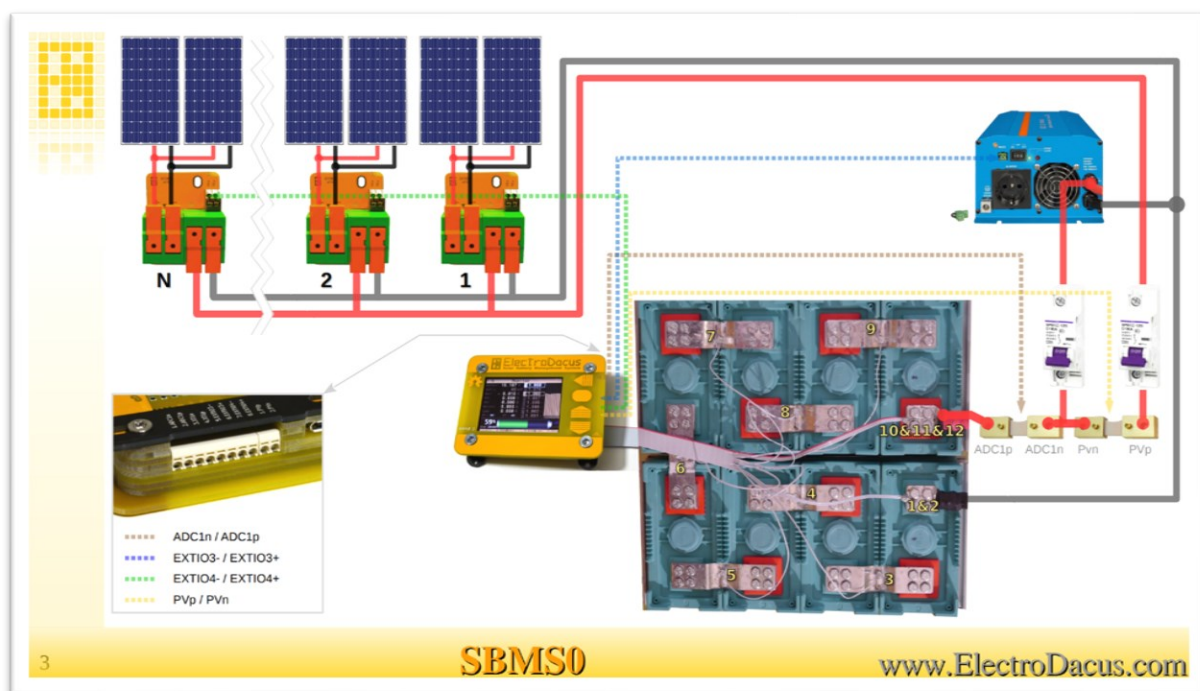 N
2
1
7
9
8
10&11&12
6
4
1&2
5
3
ElectroDacus
ADC1p
ADC1n
Pvn
PVp
ADC1n / ADC1p
EXTIO3- / EXTIO3+
EXTIO4- / EXTIO4+
PVp / PVn
3
SBMS0
www.ElectroDacus.com